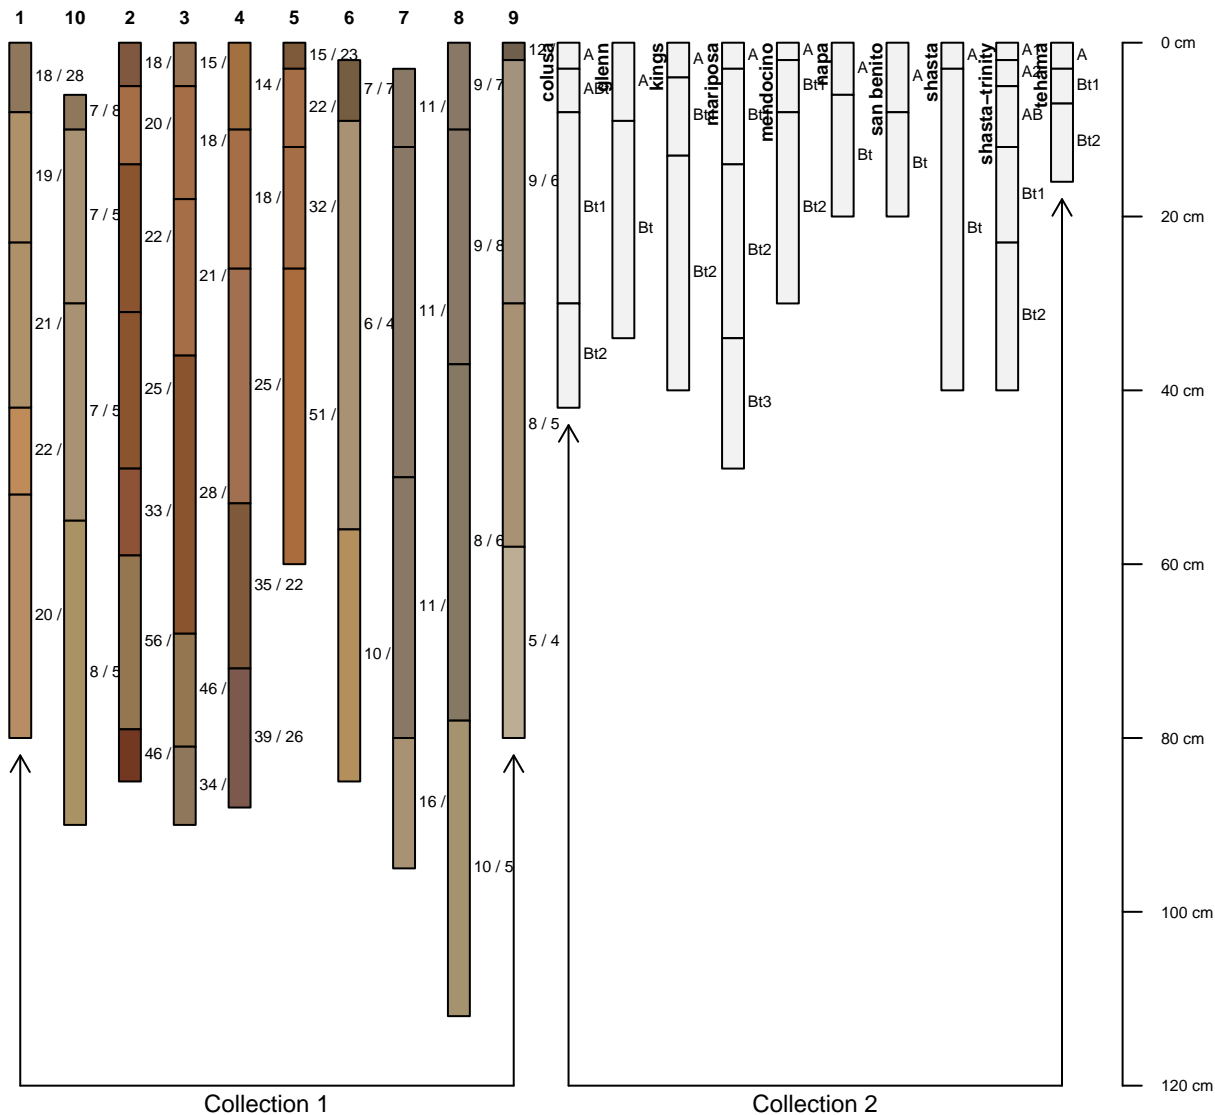 1 10 2 3 4 5 6 7 8 9
colusa glenn kings mariposa mendocino napa san benito shasta shasta−trinity tehama
18 / 28
19 /
21 /
22 /
20 /
7 / 8
7 / 5
7 / 5
8 / 5
18 /
20 /
22 /
25 /
33 /
56 /
46 /
15 /
18 /
21 /
28 /
46 /
34 /
14 /
18 /
25 /
35 / 22
39 / 26
15 / 23
22 /
32 /
51 /
7 / 7
6 / 4
10 /
11 /
11 /
11 /
16 /
9 / 7
9 / 8
8 / 6
10 / 5
9 / 6
8 / 5
5 / 4
A
ABt
Bt1
Bt2
A
Bt
A
Bt1
Bt2
A
Bt1
Bt2
Bt3
A
Bt1
Bt2
A
Bt
A
Bt
A
Bt
A1
A2
AB
Bt1
Bt2
A
Bt1
Bt2
0 cm
20 cm
40 cm
60 cm
80 cm
100 cm
120 cm
Collection 1
Collection 2